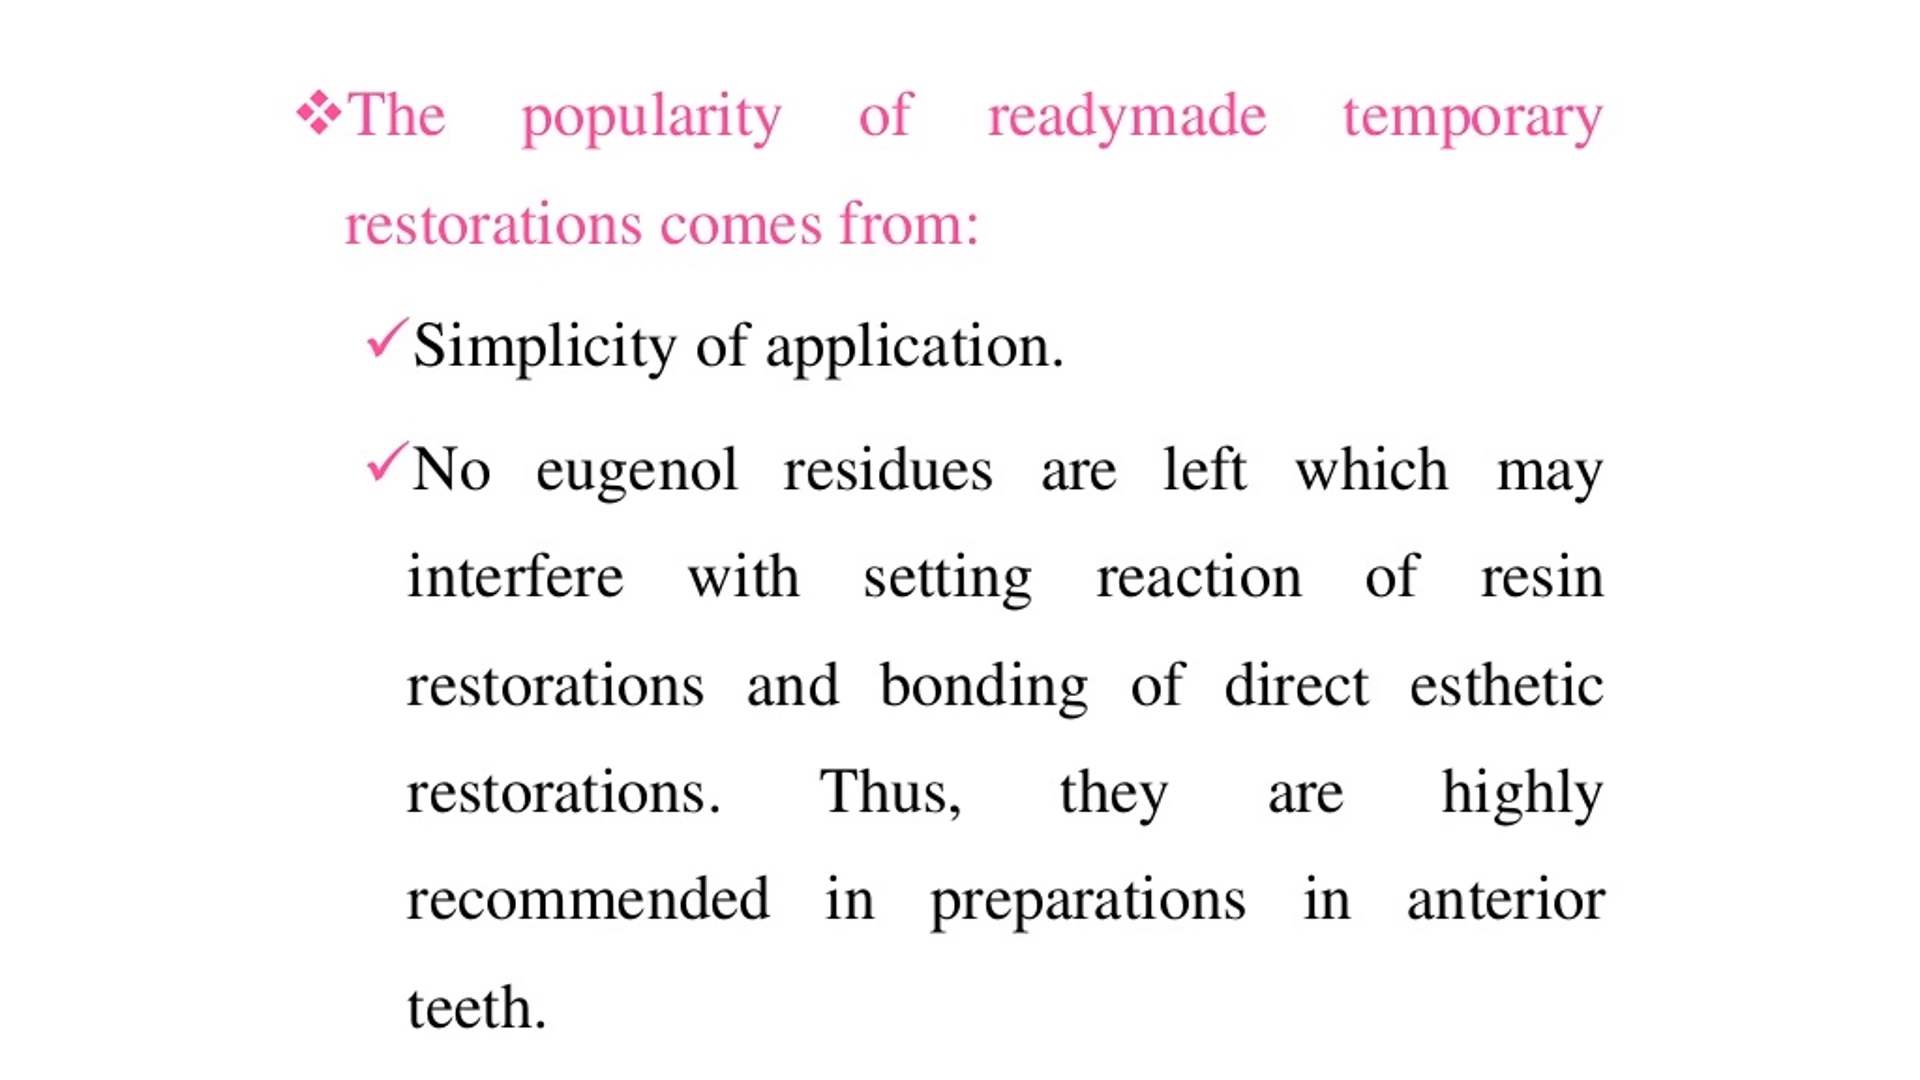 ❖The popularity of readymade temporary
restorations comes from:
✓Simplicity of application.
✓No eugenol residues are left which may
interfere with setting reaction of resin
restorations and bonding of direct esthetic
restorations. Thus, they are highly
recommended in preparations in anterior
teeth.